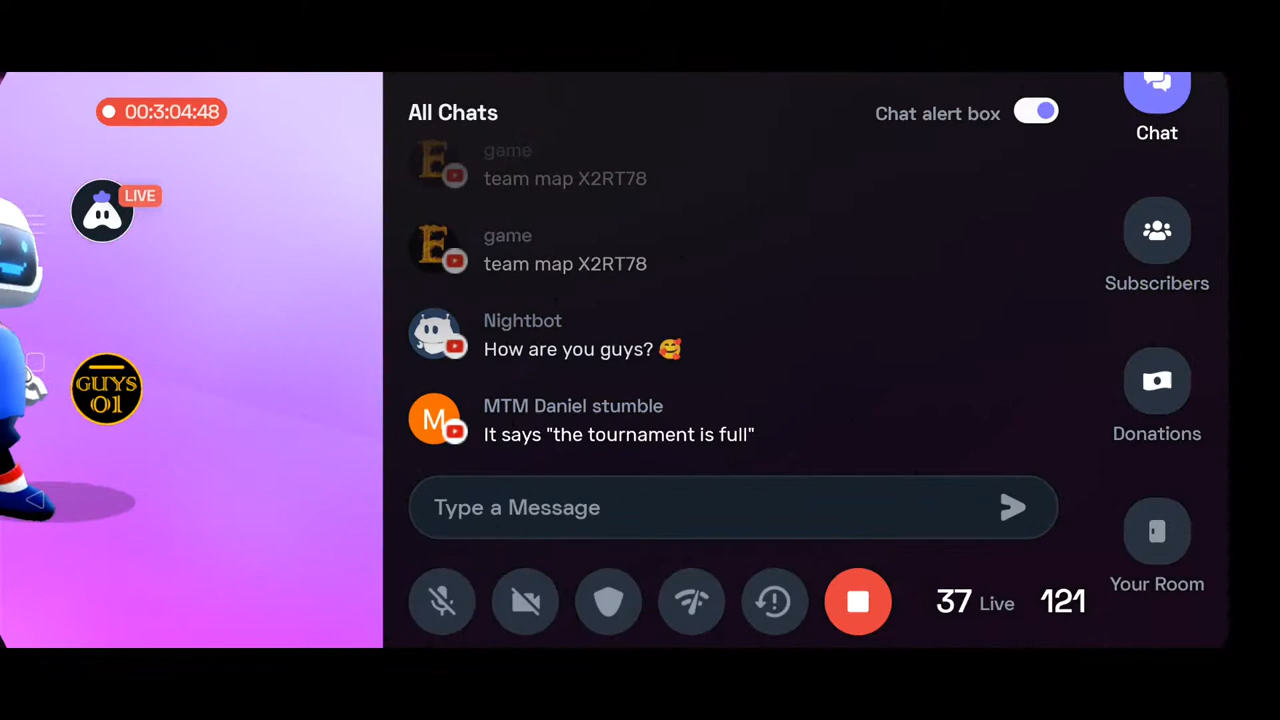 00:3:04:48
All Chats
Chat alert box
Chat
game
team map X2RT78
LIVE
game
team map X2RT78
Subscribers
Nightbot
How are you guys? 🥰
GUYS
01
MTM Daniel stumble
M
It says "the tournament is full"
Donations
Type a Message
Your Room
37 Live 121